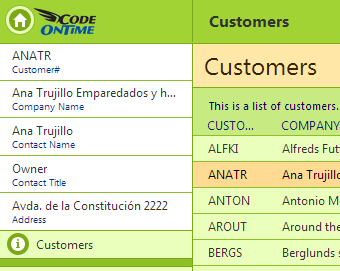 CODE
ONTIME
Customers
ANATR
Customer#
Ana Trujillo Emparedados y h...
Company Name
Ana Trujillo
Contact Name
Owner
Contact Title
Avda. de la Constitución 2222
Address
Customers
Customers
This is a list of customers.
CUSTO... COMPANY
ALFKI Alfreds Fut
ANATR Ana Trujillo
ANTON Antonio M
AROUT Around the
BERGS Berglunds s